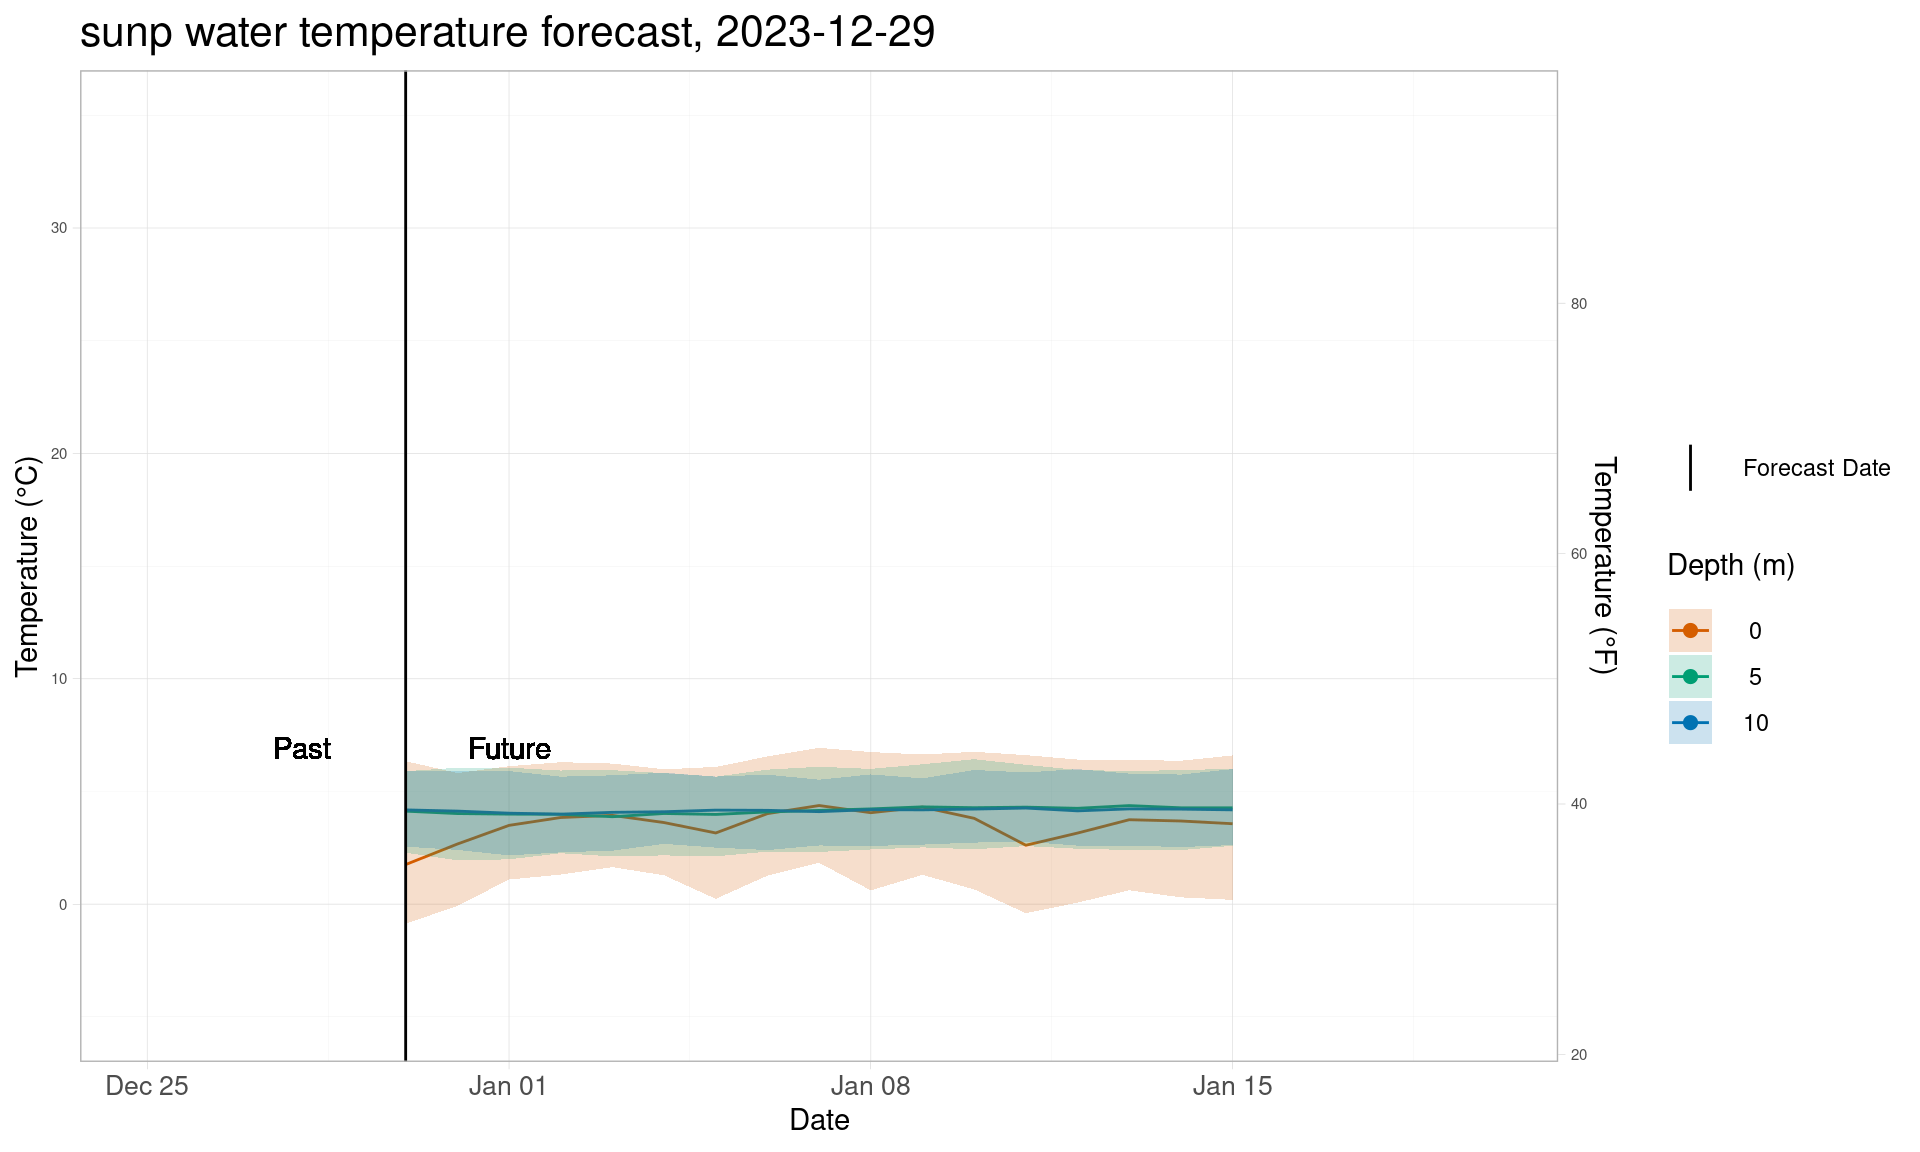 sunp water temperature forecast, 2023-12-29
Temperature (°C)
30
20
10
0
Past
Future
80
60
40
20
Temperature (°F)
Dec 25
Jan 01
Jan 08
Jan 15
Date
Forecast Date
Depth (m)
0
5
10